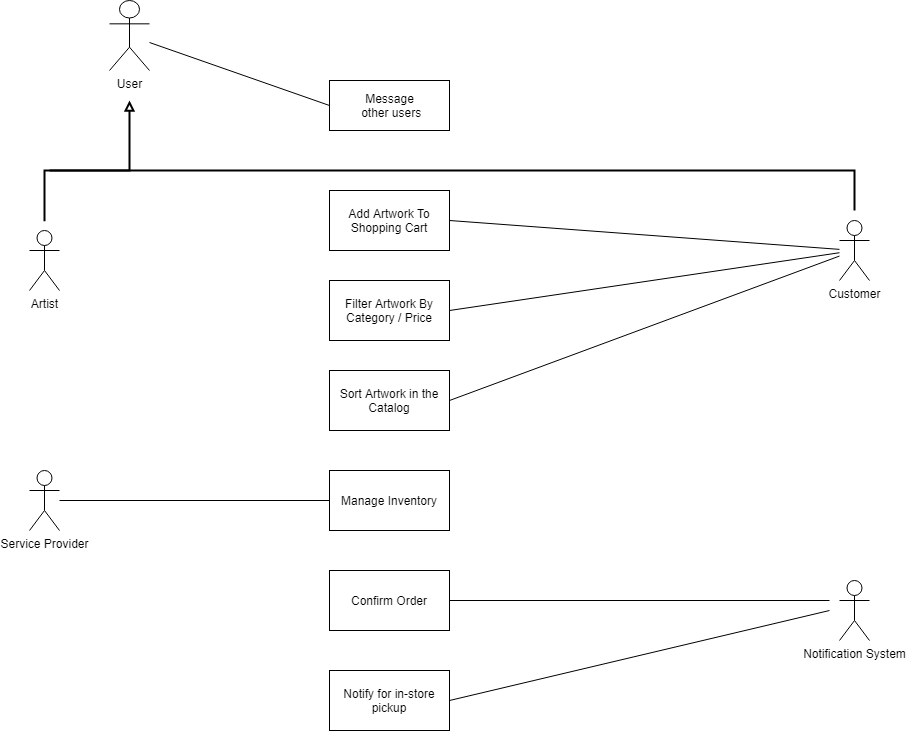 User
Message
other users
Add Artwork To
Shopping Cart
Artist
Customer
Filter Artwork By
Category / Price
Sort Artwork in the
Catalog
Manage Inventory
Service Provider
Confirm Order
Notification System
Notify for in-store
pickup